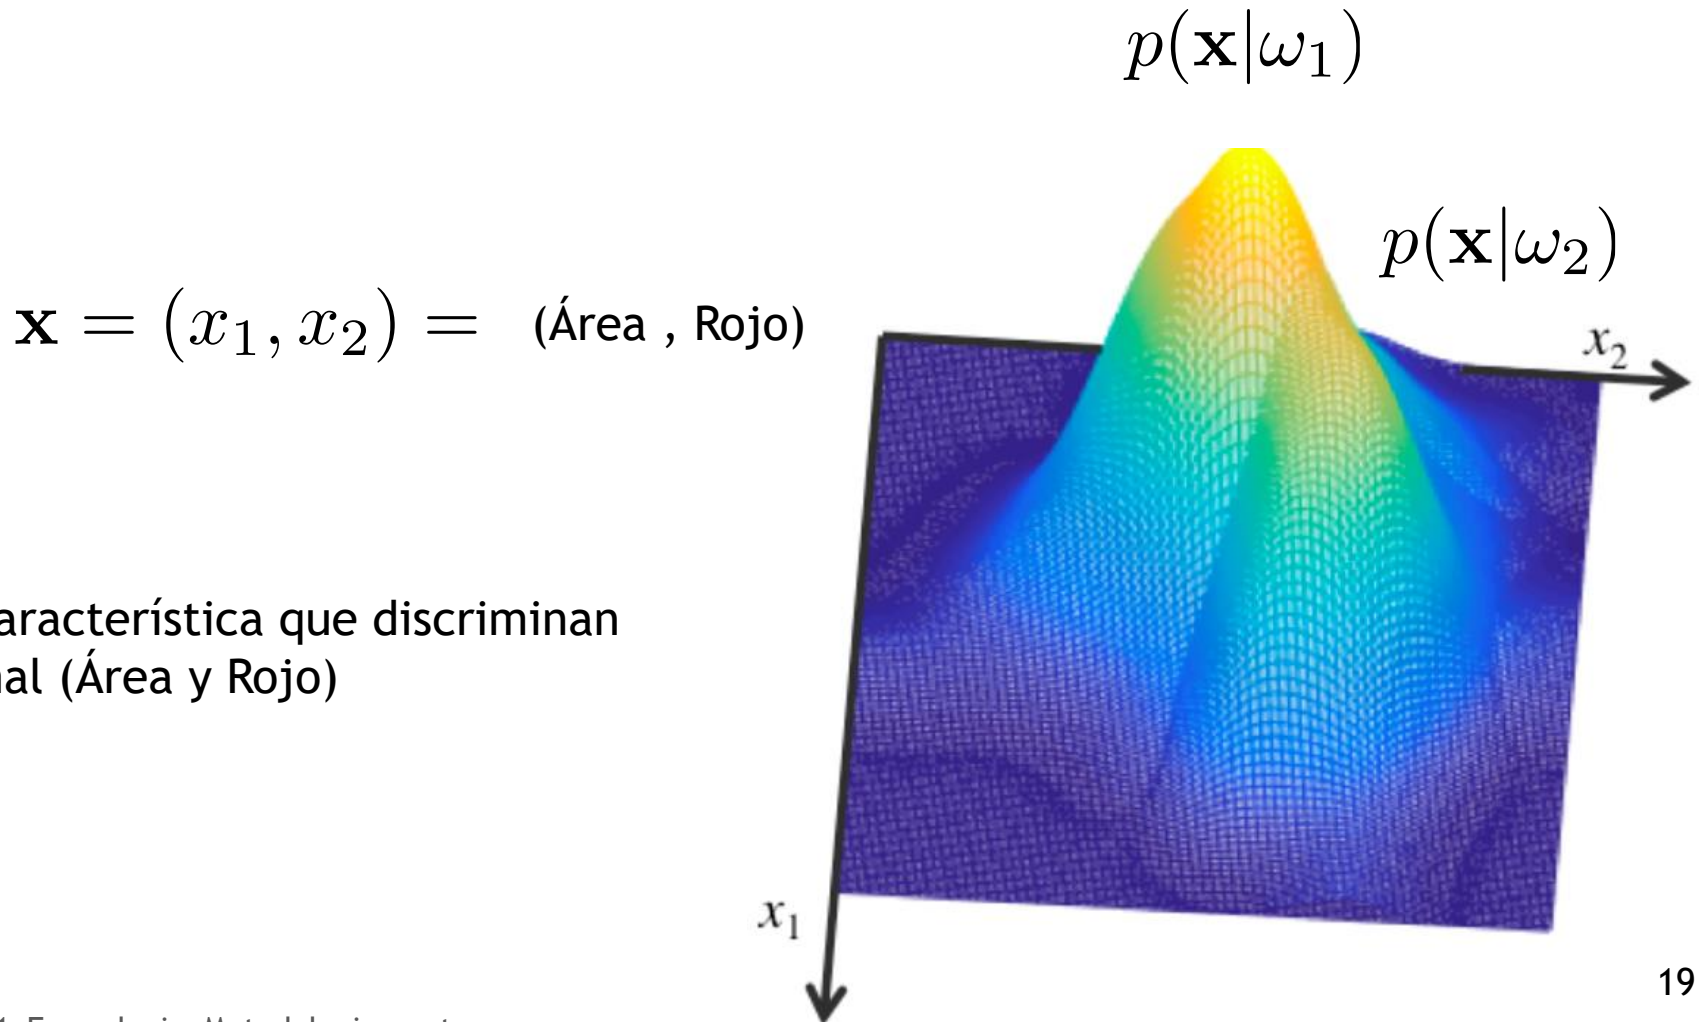 p(x|ω₁)
p(x|ω₂)
x = (x₁, x₂) = (Área , Rojo)
x₂
aracterística que discriminan
al (Área y Rojo)
x₁
19